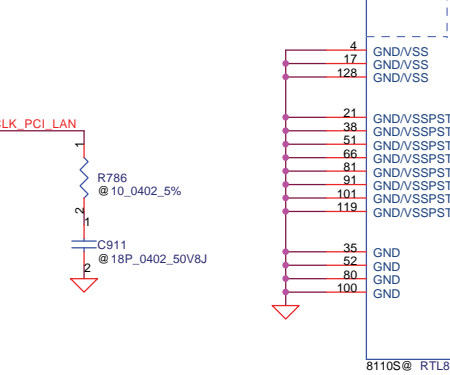 LK_PCI_LAN
1
R786
@10_0402_5%
2
1
C911
@18P_0402_50V8J
2
4 GND/VSS
17 GND/VSS
128 GND/VSS
21 GND/VSSPST
38 GND/VSSPST
51 GND/VSSPST
66 GND/VSSPST
81 GND/VSSPST
91 GND/VSSPST
101 GND/VSSPST
119 GND/VSSPST
35 GND
52 GND
80 GND
100 GND
8110S@ RTL8